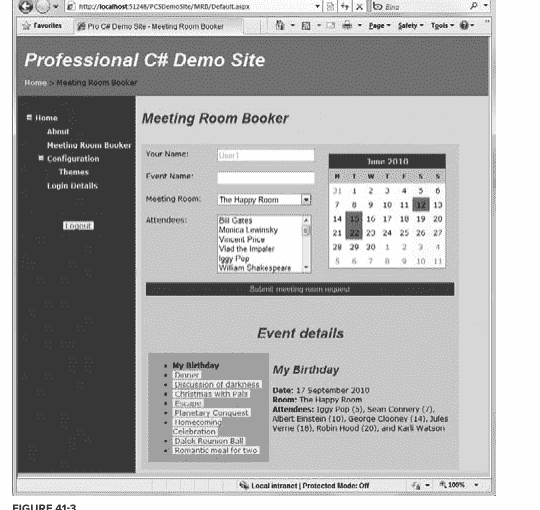 http://localhost:51248/PCSDemoSite/MRB/Default.aspx
Bing
Favorites
Pro C# Demo Site - Meeting Room Booker
Page
Safety
Tools
Professional C# Demo Site
Home > Meeting Room Booker
Home
About
Meeting Room Booker
Configuration
Themes
Login Details
Logout
Meeting Room Booker
Your Name:
User1
Event Name:
Meeting Room:
The Happy Room
Attendees:
Bill Gates
Monica Lewinsky
Vincent Price
Vlad the Impaler
Iggy Pop
William Shakespeare
June 2010
M T W T F S S
31 1 2 3 4 5 6
7 8 9 10 11 12 13
14 15 16 17 18 19 20
21 22 23 24 25 26 27
28 29 30 1 2 3 4
5 6 7 8 9 10 11
Submit meeting room request
Event details
My Birthday
Dinner
Discussion of darkness
Christmas with Pals
Escape
Planetary Conquest
Homecoming
Celebration
Dalek Reunion Ball
Romantic meal for two
My Birthday
Date: 17 September 2010
Room: The Happy Room
Attendees: Iggy Pop (5), Sean Connery (7),
Albert Einstein (10), George Clooney (14), Jules
Verne (18), Robin Hood (20), and Karli Watson
Local intranet | Protected Mode: Off
100%
FIGURE 41-3